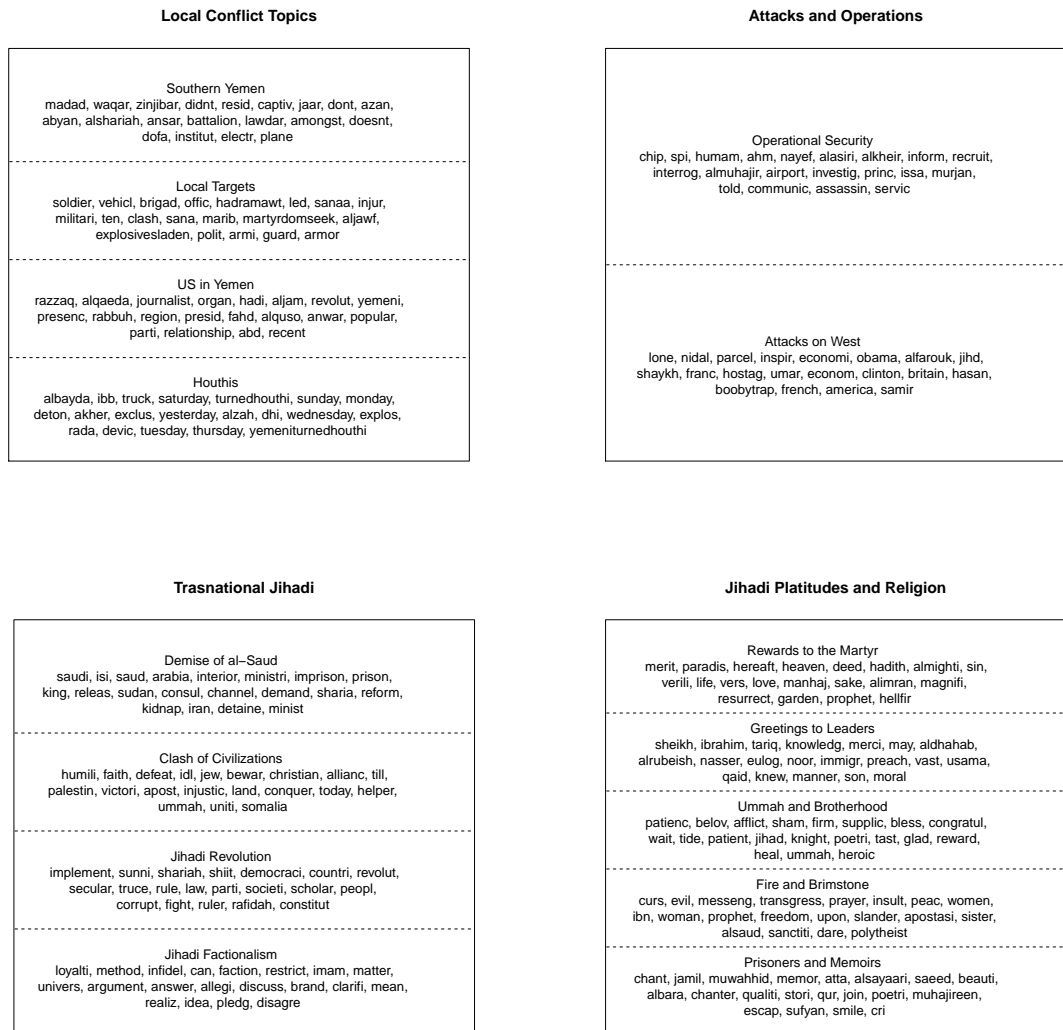 Local Conflict Topics
Southern Yemen
madad, waqar, zinjibar, didnt, resid, captiv, jaar, dont, azan,
abyan, alshariah, ansar, battalion, lawdar, amongst, doesnt,
dofa, institut, electr, plane
Local Targets
soldier, vehicl, brigad, offic, hadramawt, led, sanaa, injur,
militari, ten, clash, sana, marib, martyrdomseek, aljawf,
explosivesladen, polit, armi, guard, armor
US in Yemen
razzaq, alqaeda, journalist, organ, hadi, aljam, revolut, yemeni,
presenc, rabbuh, region, presid, fahd, alquso, anwar, popular,
parti, relationship, abd, recent
Houthis
albayda, ibb, truck, saturday, turnedhouthi, sunday, monday,
deton, akher, exclus, yesterday, alzah, dhi, wednesday, explos,
rada, devic, tuesday, thursday, yemeniturnedhouthi
Attacks and Operations
Operational Security
chip, spi, humam, ahm, nayef, alasiri, alkheir, inform, recruit,
interrog, almuhajir, airport, investig, princ, issa, murjan,
told, communic, assassin, servic
Attacks on West
lone, nidal, parcel, inspir, economi, obama, alfarouk, jihd,
shaykh, franc, hostag, umar, econom, clinton, britain, hasan,
boobytrap, french, america, samir
Trasnational Jihadi
Demise of al−Saud
saudi, isi, saud, arabia, interior, ministri, imprison, prison,
king, releas, sudan, consul, channel, demand, sharia, reform,
kidnap, iran, detaine, minist
Clash of Civilizations
humili, faith, defeat, idl, jew, bewar, christian, allianc, till,
palestin, victori, apost, injustic, land, conquer, today, helper,
ummah, uniti, somalia
Jihadi Revolution
implement, sunni, shariah, shiit, democraci, countri, revolut,
secular, truce, rule, law, parti, societi, scholar, peopl,
corrupt, fight, ruler, rafidah, constitut
Jihadi Factionalism
loyalti, method, infidel, can, faction, restrict, imam, matter,
univers, argument, answer, allegi, discuss, brand, clarifi, mean,
realiz, idea, pledg, disagre
Jihadi Platitudes and Religion
Rewards to the Martyr
merit, paradis, hereaft, heaven, deed, hadith, almighti, sin,
verili, life, vers, love, manhaj, sake, alimran, magnifi,
resurrect, garden, prophet, hellfir
Greetings to Leaders
sheikh, ibrahim, tariq, knowledg, merci, may, aldhahab,
alrubeish, nasser, eulog, noor, immigr, preach, vast, usama,
qaid, knew, manner, son, moral
Ummah and Brotherhood
patienc, belov, afflict, sham, firm, supplic, bless, congratul,
wait, tide, patient, jihad, knight, poetri, tast, glad, reward,
heal, ummah, heroic
Fire and Brimstone
curs, evil, messeng, transgress, prayer, insult, peac, women,
ibn, woman, prophet, freedom, upon, slander, apostasi, sister,
alsaud, sanctiti, dare, polytheist
Prisoners and Memoirs
chant, jamil, muwahhid, memor, atta, alsayaari, saeed, beauti,
albara, chanter, qualiti, stori, qur, join, poetri, muhajireen,
escap, sufyan, smile, cri